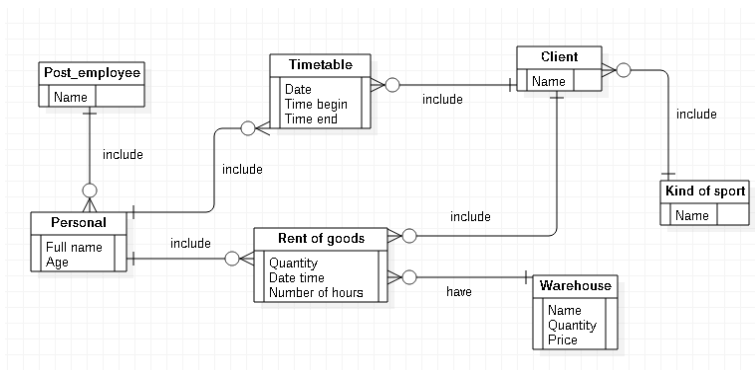 Post_employee
Name
Timetable
Date
Time begin
Time end
Client
Name
include
include
include
include
Kind of sport
Name
Personal
Full name
Age
include
Rent of goods
Quantity
Date time
Number of hours
include
have
Warehouse
Name
Quantity
Price